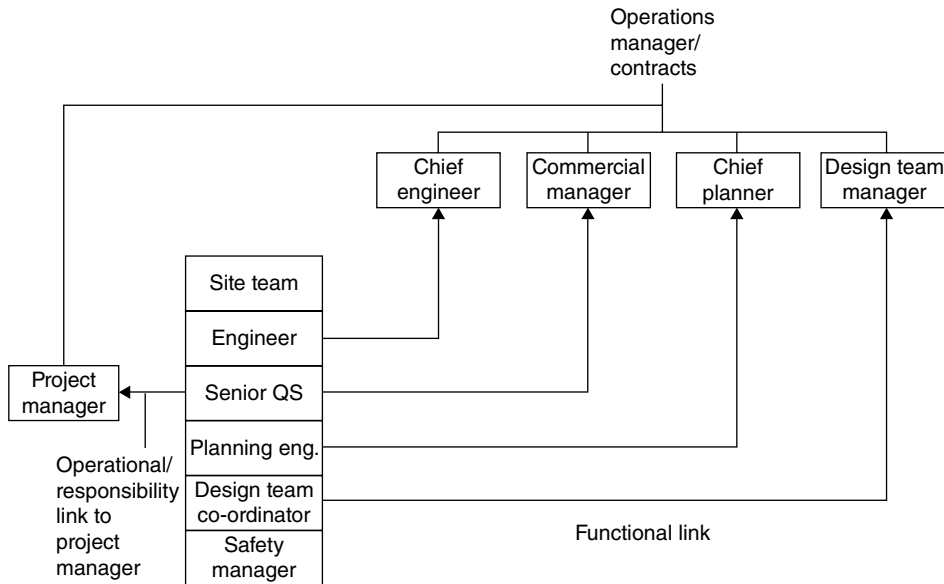 Operations
manager/
contracts
Chief
engineer
Commercial
manager
Chief
planner
Design team
manager
Site team
Engineer
Project
manager
Senior QS
Planning eng.
Operational/
responsibility
link to
project
manager
Design team
co-ordinator
Functional link
Safety
manager